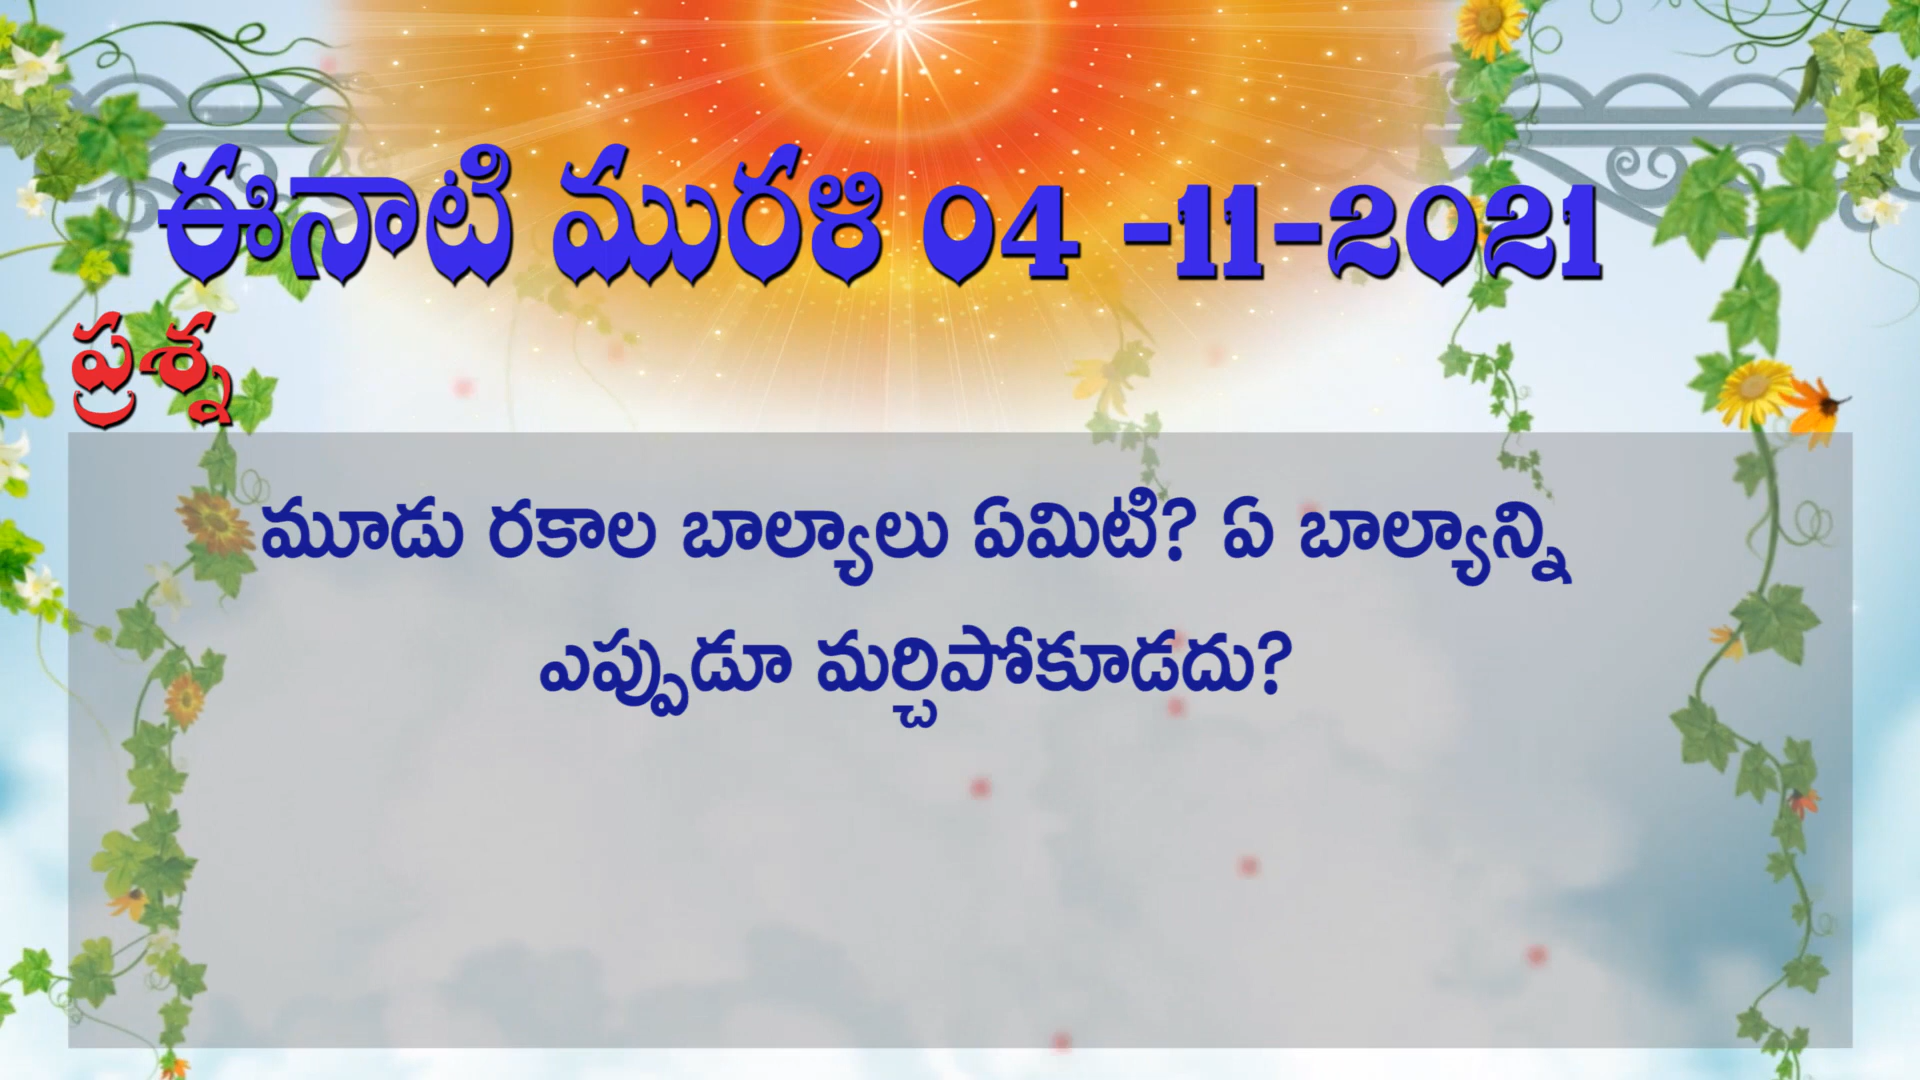 ఈనాటి మురళి 04 -11-2021
ప్రశ్న
మూడు రకాల బాల్యాలు ఏమిటి? ఏ బాల్యాన్ని
ఎప్పుడూ మర్చిపోకూడదు?